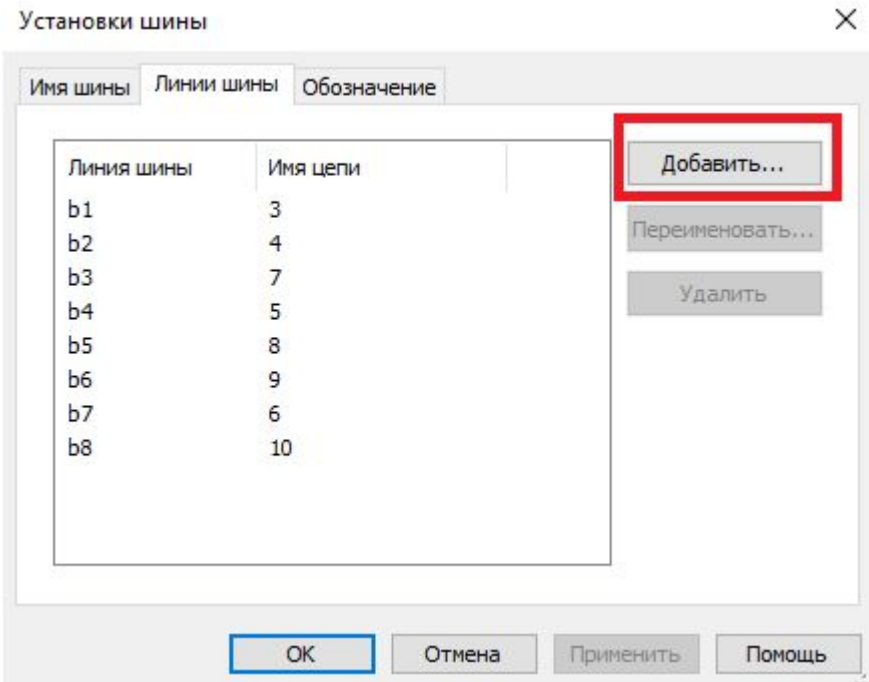 Установки шины
Имя шины Линии шины Обозначение
Линия шины Имя цепи
b1 3
b2 4
b3 7
b4 5
b5 8
b6 9
b7 6
b8 10
Добавить...
Переименовать...
Удалить
OK Отмена Применить Помощь